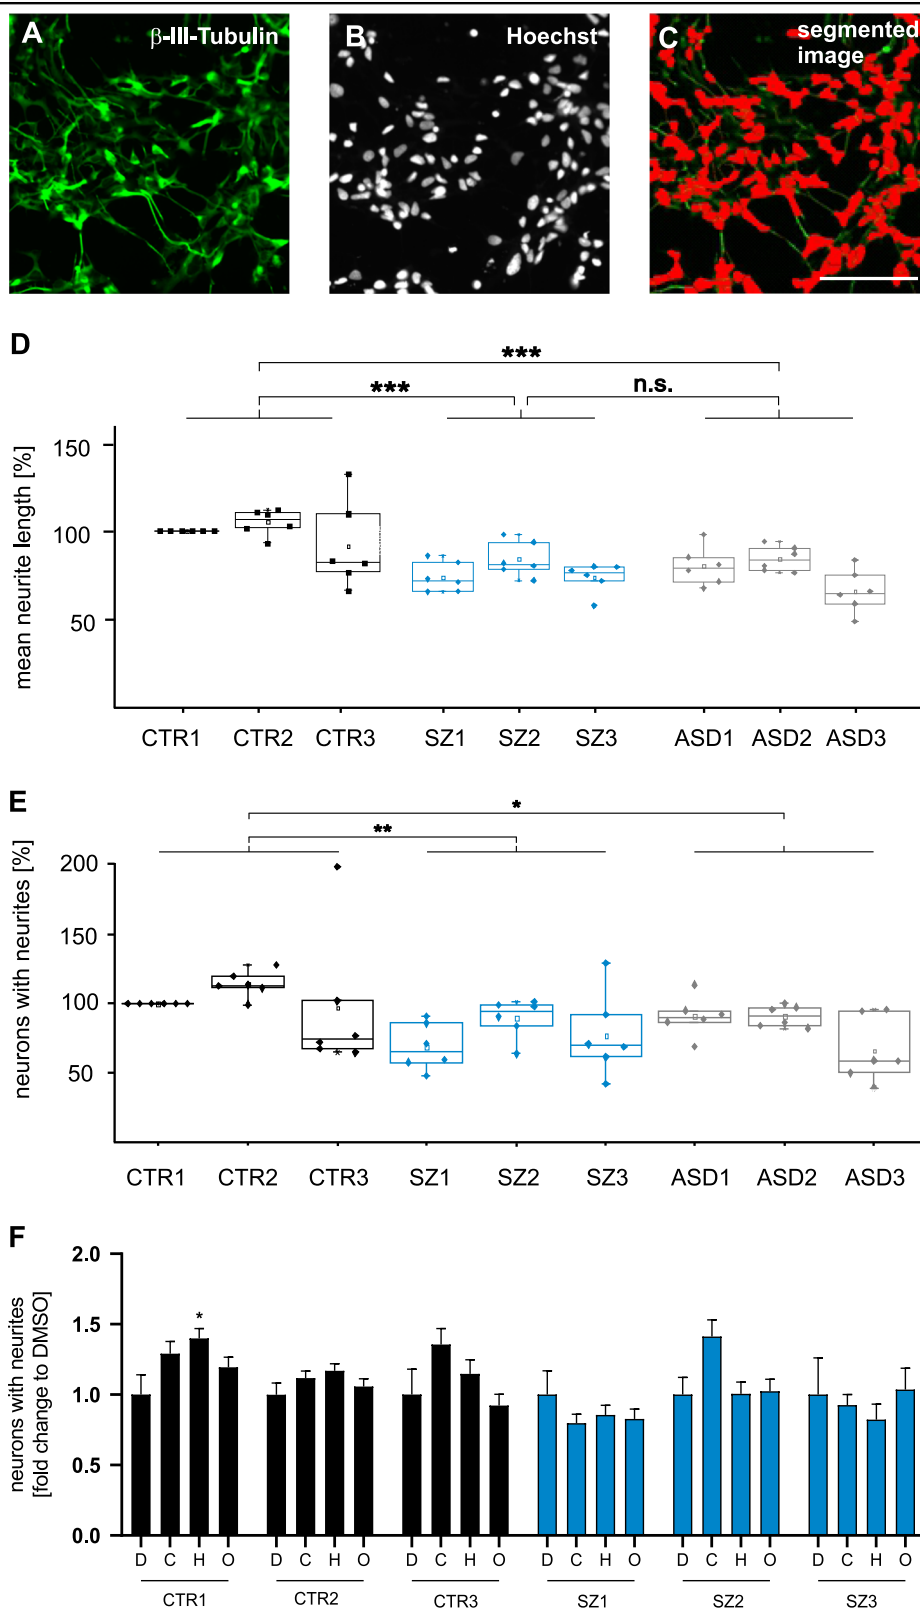 A
β-III-Tubulin
B
Hoechst
C
segmented
image
D
***
***
n.s.
mean neurite length [%]
150
100
50
CTR1 CTR2 CTR3 SZ1 SZ2 SZ3 ASD1 ASD2 ASD3
E
*
**
neurons with neurites [%]
200
150
100
50
CTR1 CTR2 CTR3 SZ1 SZ2 SZ3 ASD1 ASD2 ASD3
F
neurons with neurites
[fold change to DMSO]
2.0
1.5
1.0
0.5
0.0
*
D C H O D C H O D C H O D C H O D C H O D C H O
CTR1 CTR2 CTR3 SZ1 SZ2 SZ3